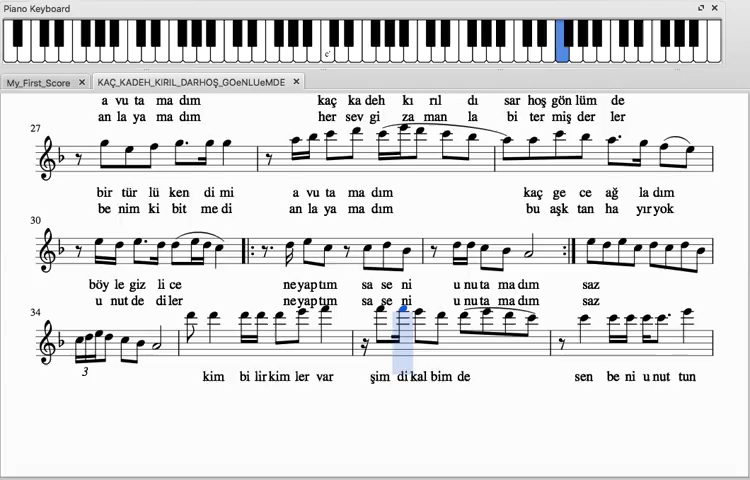 Piano Keyboard
c'
My_First_Score
KAÇ_KADEH_KIRIL_DARHOŞ_GOeNLUeMDE
a vu ta ma dım kaç ka deh kı rıl dı sar hoş gön lüm de
an la ya ma dım her sev gi za man la bi ter miş der ler
27
bir tür lü ken di mi a vu ta ma dım kaç ge ce ağ la dım
be nim ki bit me di an la ya ma dım bu aşk tan ha yır yok
30
böy le giz li ce ne yap tım sa se ni u nu ta ma dım saz
u nut de di ler ne yap tım sa se ni u nu ta ma dım saz
34
3
kim bi lir kim ler var şim di kal bim de sen be ni u nut tun